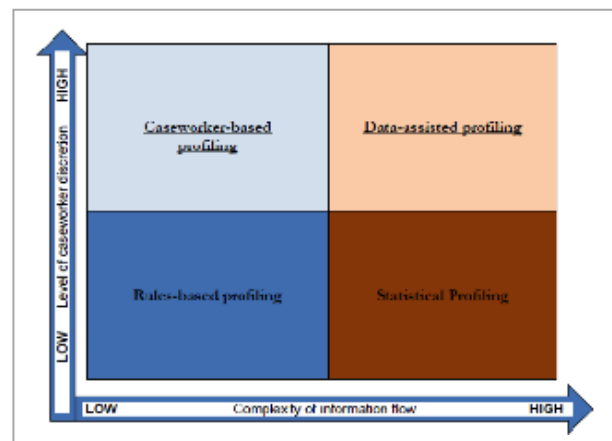 HIGH
Level of caseworker discretion
LOW
Caseworker-based
profiling
Data-assisted profiling
Rules-based profiling
Statistical Profiling
LOW
Complexity of information flow
HIGH